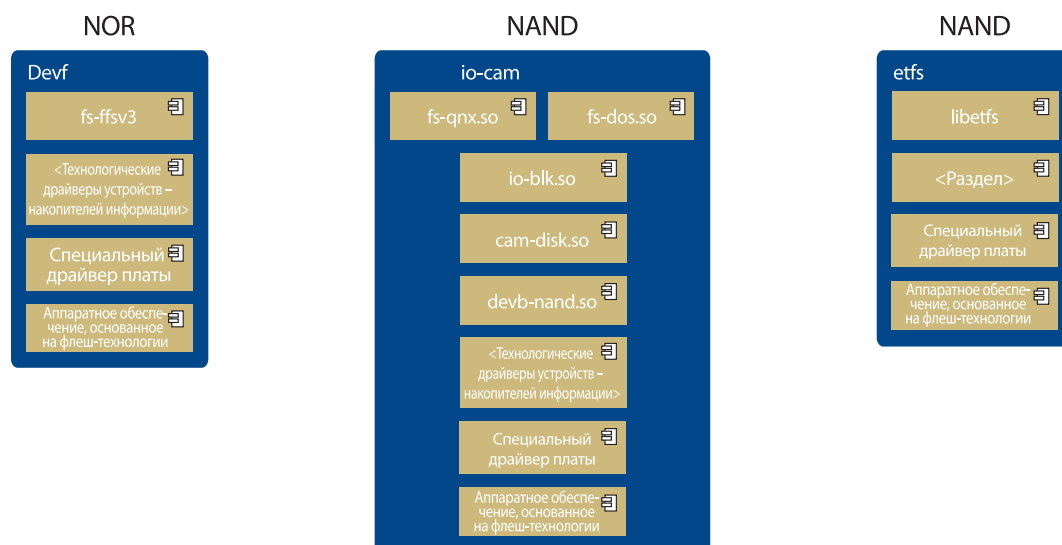 NOR
Devf
fs-ffsv3
<Технологические
драйверы устройств –
накопителей информации>
Специальный
драйвер платы
Аппаратное обеспе-
чение, основанное
на флеш-технологии
NAND
io-cam
fs-qnx.so
fs-dos.so
io-blk.so
cam-disk.so
devb-nand.so
<Технологические
драйверы устройств –
накопителей информации>
Специальный
драйвер платы
Аппаратное обеспе-
чение, основанное
на флеш-технологии
NAND
etfs
libetfs
<Раздел>
Специальный
драйвер платы
Аппаратное обеспе-
чение, основанное
на флеш-технологии